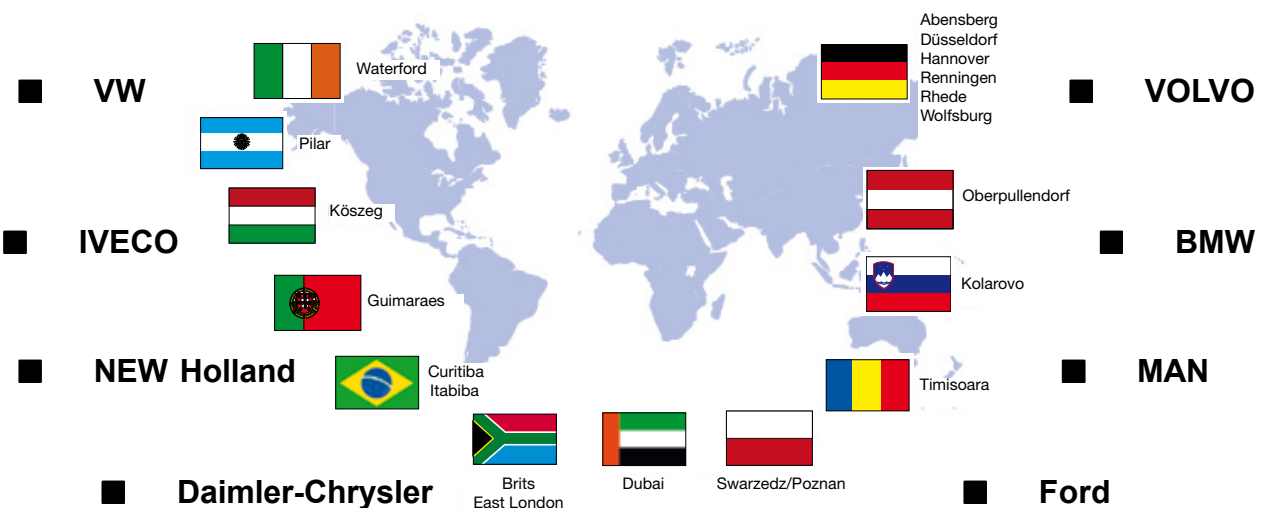 Abensberg
Düsseldorf
Hannover
Renningen
Rhede
Wolfsburg
Waterford
VW
VOLVO
Pilar
Oberpullendorf
Köszeg
IVECO
BMW
Kolarovo
Guimaraes
NEW Holland
Curitiba
Itabiba
Timisoara
MAN
Brits
East London
Dubai
Swarzedz/Poznan
Daimler-Chrysler
Ford